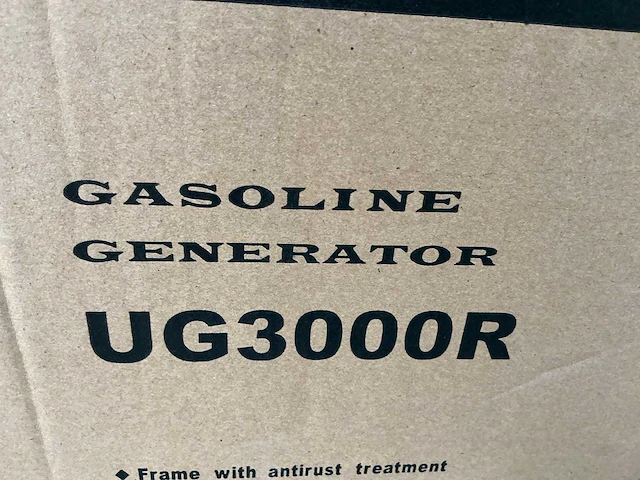 GASOLINE
GENERATOR
UG3000R
◆ Frame with antirust treatment